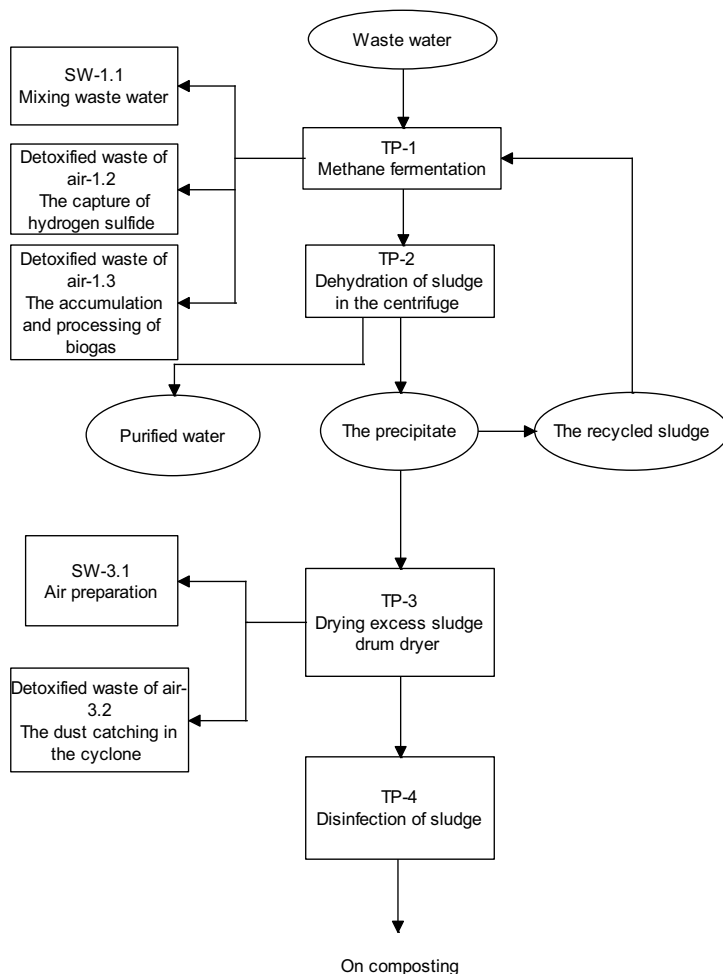 Waste water
SW-1.1
Mixing waste water
TP-1
Methane fermentation
Detoxified waste of
air-1.2
The capture of
hydrogen sulfide
TP-2
Dehydration of sludge
in the centrifuge
Detoxified waste of
air-1.3
The accumulation
and processing of
biogas
Purified water
The precipitate
The recycled sludge
SW-3.1
Air preparation
TP-3
Drying excess sludge
drum dryer
Detoxified waste of air-
3.2
The dust catching in
the cyclone
TP-4
Disinfection of sludge
On composting